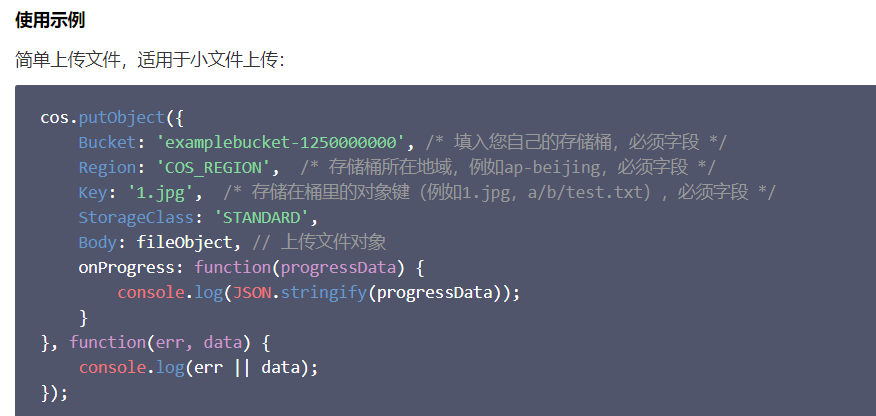 使用示例
简单上传文件，适用于小文件上传：
cos.putObject({
    Bucket: 'examplebucket-1250000000', /* 填入您自己的存储桶，必须字段 */
    Region: 'COS_REGION',  /* 存储桶所在地域，例如ap-beijing，必须字段 */
    Key: '1.jpg',  /* 存储在桶里的对象键（例如1.jpg，a/b/test.txt），必须字段 */
    StorageClass: 'STANDARD',
    Body: fileObject, // 上传文件对象
    onProgress: function(progressData) {
        console.log(JSON.stringify(progressData));
    }
}, function(err, data) {
    console.log(err || data);
});